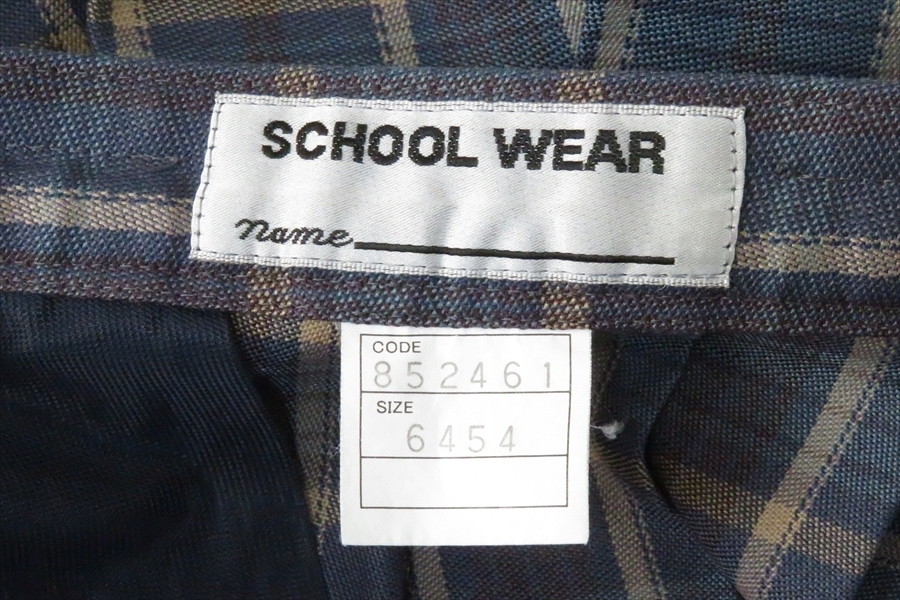 SCHOOL WEAR
name
CODE
852461
SIZE
6454